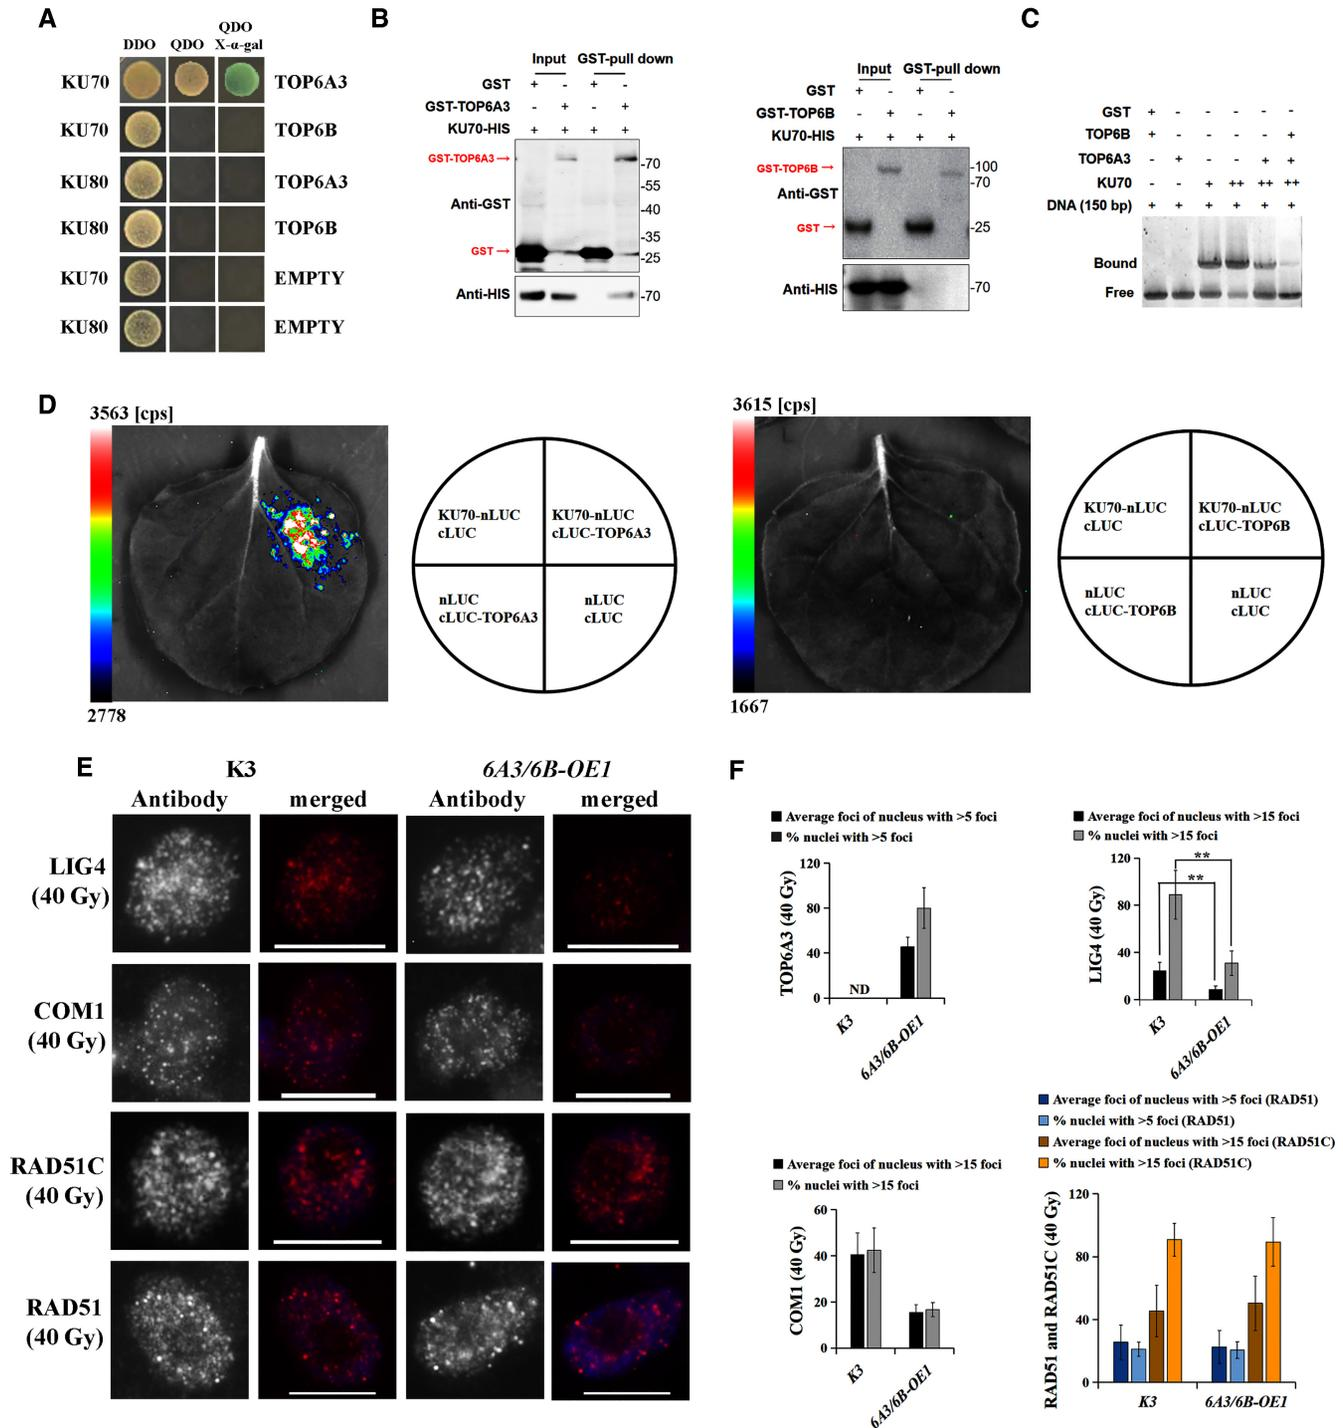 A
DDO QDO QDO X-α-gal
KU70 TOP6A3
KU70 TOP6B
KU80 TOP6A3
KU80 TOP6B
KU70 EMPTY
KU80 EMPTY
B
Input GST-pull down
GST + - + -
GST-TOP6A3 - + - +
KU70-HIS + + + +
GST-TOP6A3 → -70
-55
Anti-GST
-40
-35
GST →
-25
Anti-HIS -70
Input GST-pull down
GST + - + -
GST-TOP6B - + - +
KU70-HIS + + + +
GST-TOP6B → -100
-70
Anti-GST
GST → -25
Anti-HIS -70
C
GST + - - - - -
TOP6B + - - - - +
TOP6A3 - + - - + +
KU70 - - + ++ ++ ++
DNA (150 bp) + + + + + +
Bound
Free
D
3563 [cps]
2778
KU70-nLUC
cLUC
KU70-nLUC
cLUC-TOP6A3
nLUC
cLUC-TOP6A3
nLUC
cLUC
3615 [cps]
1667
KU70-nLUC
cLUC
KU70-nLUC
cLUC-TOP6B
nLUC
cLUC-TOP6B
nLUC
cLUC
E
K3 6A3/6B-OE1
Antibody merged Antibody merged
LIG4
(40 Gy)
COM1
(40 Gy)
RAD51C
(40 Gy)
RAD51
(40 Gy)
F
Average foci of nucleus with >5 foci
% nuclei with >5 foci
TOP6A3 (40 Gy)
120
80
40
0
ND
K3
6A3/6B-OE1
Average foci of nucleus with >15 foci
% nuclei with >15 foci
LIG4 (40 Gy)
120
80
40
0
**
**
K3
6A3/6B-OE1
Average foci of nucleus with >15 foci
% nuclei with >15 foci
COM1 (40 Gy)
60
40
20
0
K3
6A3/6B-OE1
Average foci of nucleus with >5 foci (RAD51)
% nuclei with >5 foci (RAD51)
Average foci of nucleus with >15 foci (RAD51C)
% nuclei with >15 foci (RAD51C)
RAD51 and RAD51C (40 Gy)
120
80
40
0
K3
6A3/6B-OE1